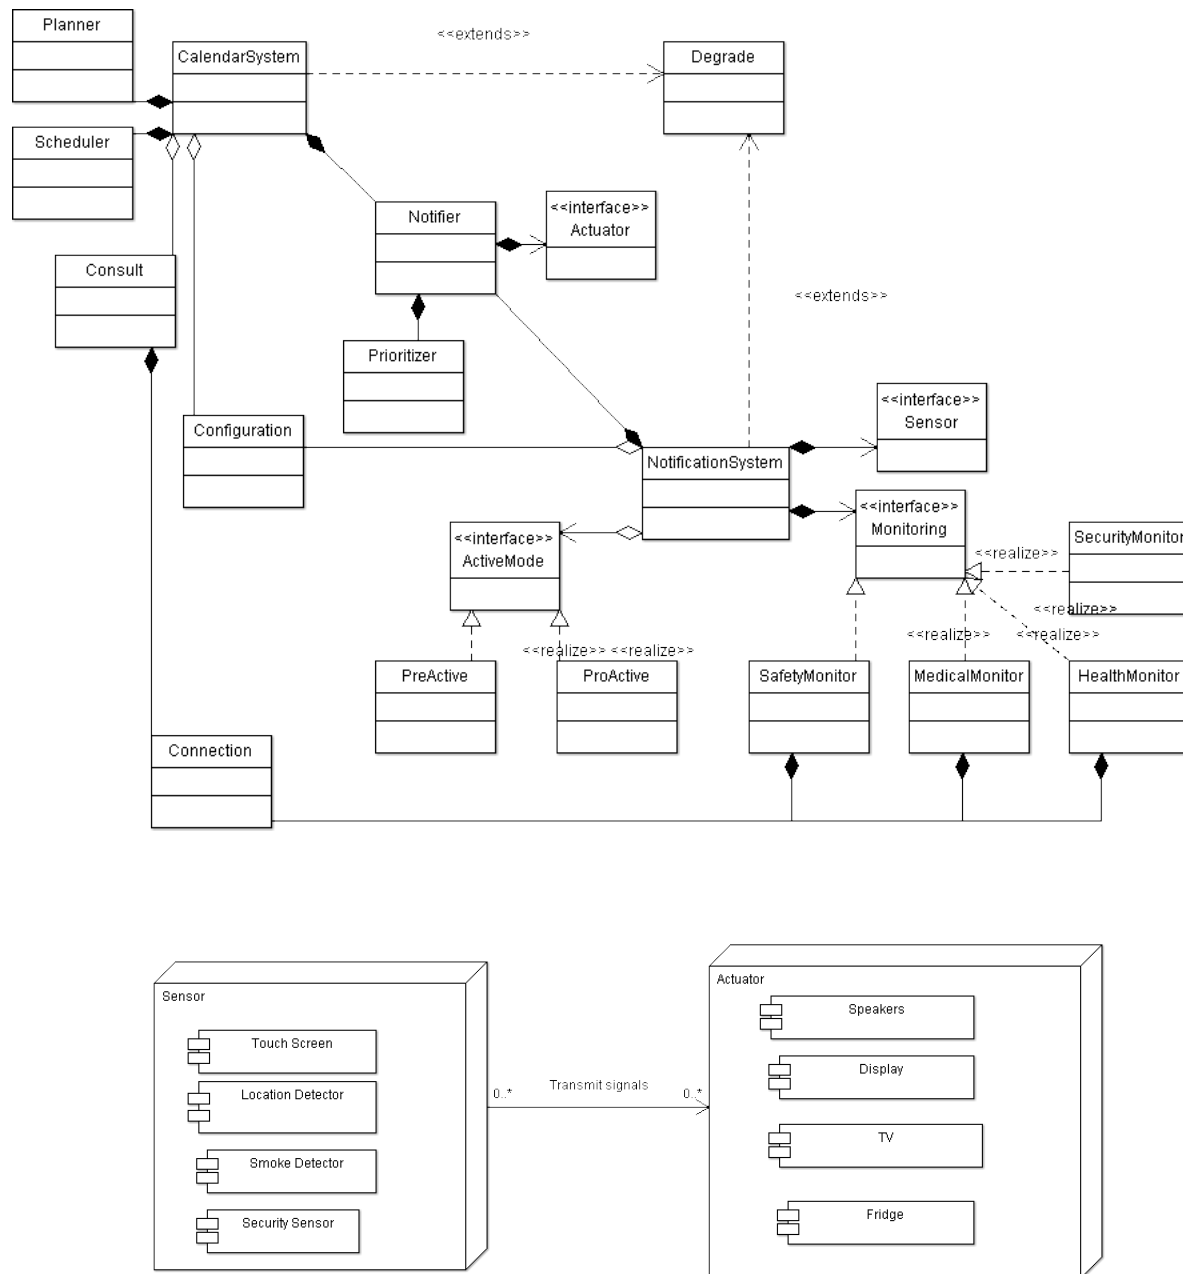 Planner
CalendarSystem
<<extends>>
Degrade
Scheduler
Notifier
<<interface>>
Actuator
Consult
<<extends>>
Prioritizer
<<interface>>
Sensor
Configuration
NotificationSystem
<<interface>>
Monitoring
<<interface>>
ActiveMode
SecurityMonitor
<<realize>>
<<realize>>
<<realize>>
<<realize>>
<<realize>>
<<realize>>
PreActive
ProActive
SafetyMonitor
MedicalMonitor
HealthMonitor
Connection
Sensor
Touch Screen
Location Detector
Smoke Detector
Security Sensor
0..*
Transmit signals
0..*
Actuator
Speakers
Display
TV
Fridge